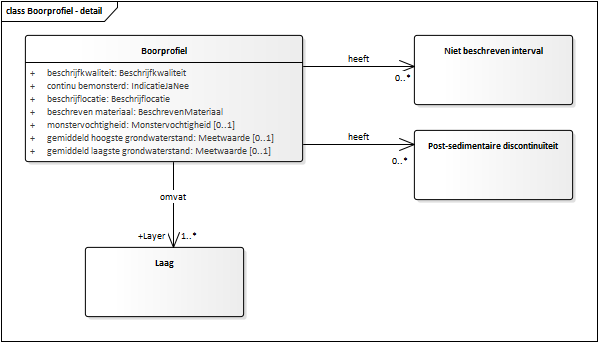 class Boorprofiel - detail
Boorprofiel
+ beschrijfkwaliteit: Beschrijfkwaliteit
+ continu bemonsterd: IndicatieJaNee
+ beschrijflocatie: Beschrijflocatie
+ beschreven materiaal: BeschrevenMateriaal
+ monstervochtigheid: Monstervochtigheid [0..1]
+ gemiddeld hoogste grondwaterstand: Meetwaarde [0..1]
+ gemiddeld laagste grondwaterstand: Meetwaarde [0..1]
heeft
0..*
Niet beschreven interval
heeft
0..*
Post-sedimentaire discontinuïteit
omvat
+Layer 1..*
Laag